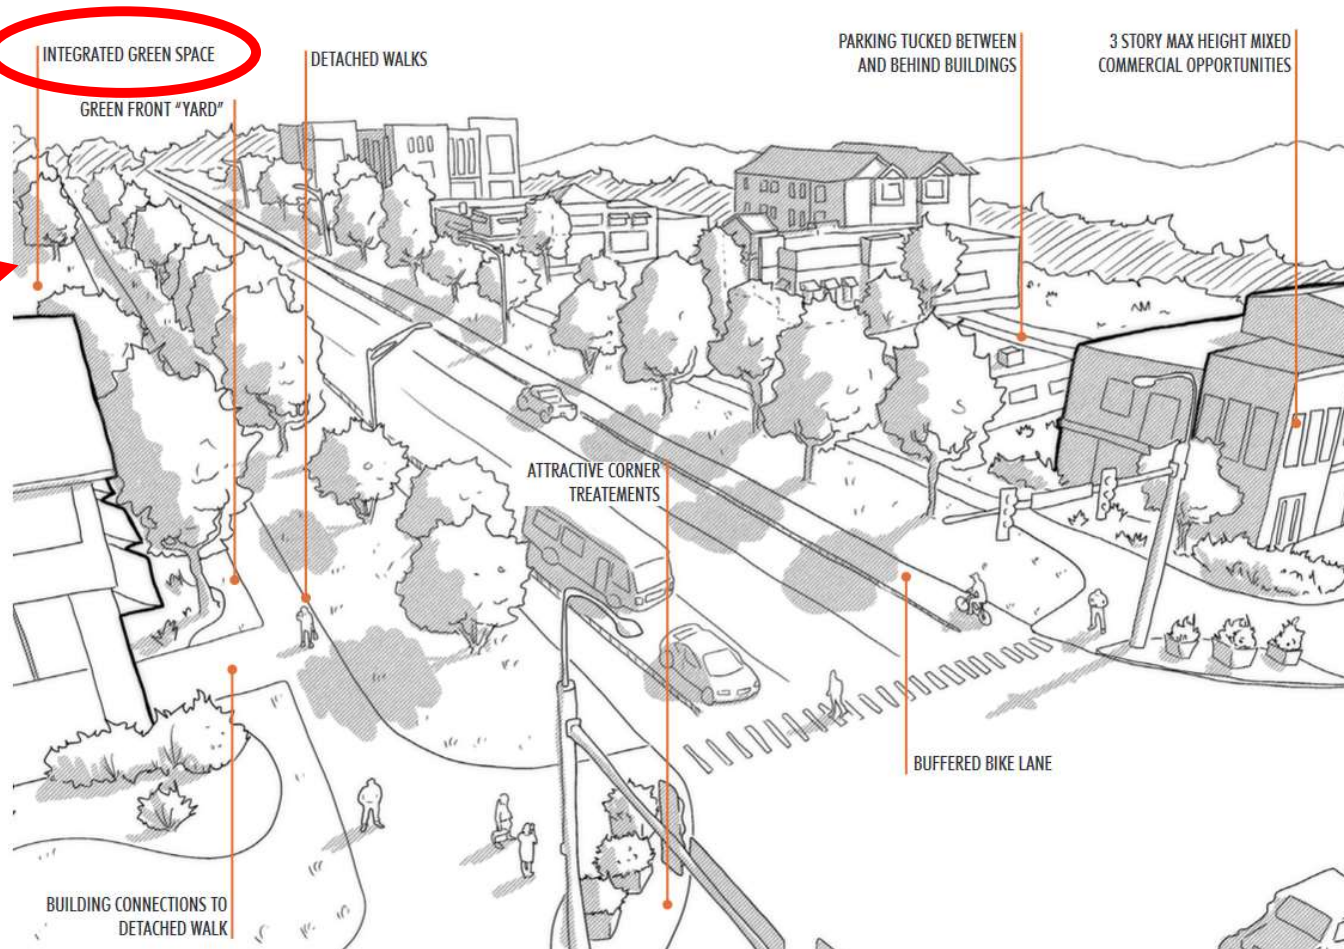 INTEGRATED GREEN SPACE
GREEN FRONT “YARD”
DETACHED WALKS
PARKING TUCKED BETWEEN
AND BEHIND BUILDINGS
3 STORY MAX HEIGHT MIXED
COMMERCIAL OPPORTUNITIES
ATTRACTIVE CORNER
TREATEMENTS
BUFFERED BIKE LANE
BUILDING CONNECTIONS TO
DETACHED WALK